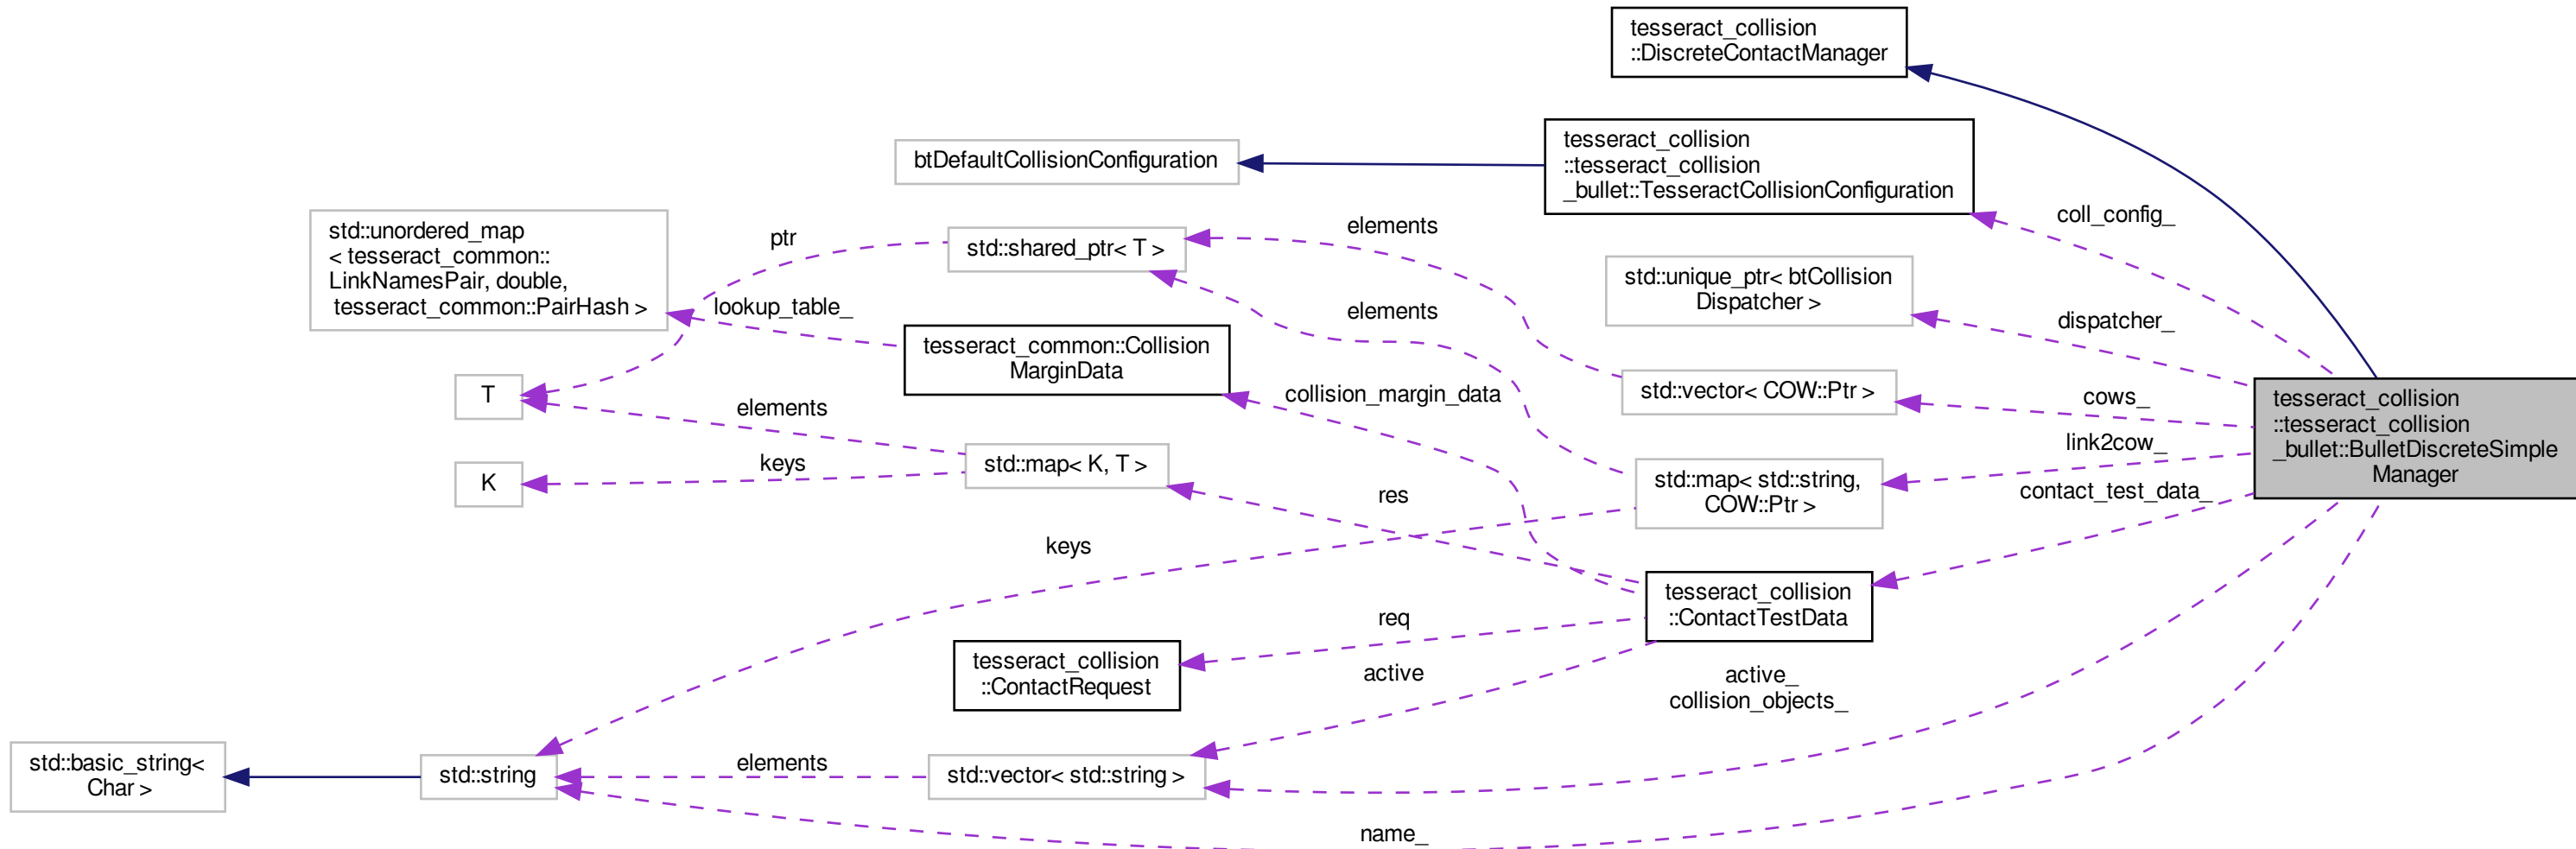 tesseract_collision
::DiscreteContactManager
tesseract_collision
::tesseract_collision
_bullet::TesseractCollisionConfiguration
btDefaultCollisionConfiguration
coll_config_
std::unordered_map
< tesseract_common::
LinkNamesPair, double,
tesseract_common::PairHash >
ptr
std::shared_ptr< T >
elements
std::unique_ptr< btCollision
Dispatcher >
dispatcher_
lookup_table_
elements
tesseract_common::Collision
MarginData
T
elements
collision_margin_data
std::vector< COW::Ptr >
cows_
tesseract_collision
::tesseract_collision
_bullet::BulletDiscreteSimple
Manager
link2cow_
K
keys
std::map< K, T >
res
std::map< std::string,
COW::Ptr >
contact_test_data_
keys
tesseract_collision
::ContactTestData
req
tesseract_collision
::ContactRequest
active
active_
collision_objects_
std::basic_string<
Char >
std::string
elements
std::vector< std::string >
name_